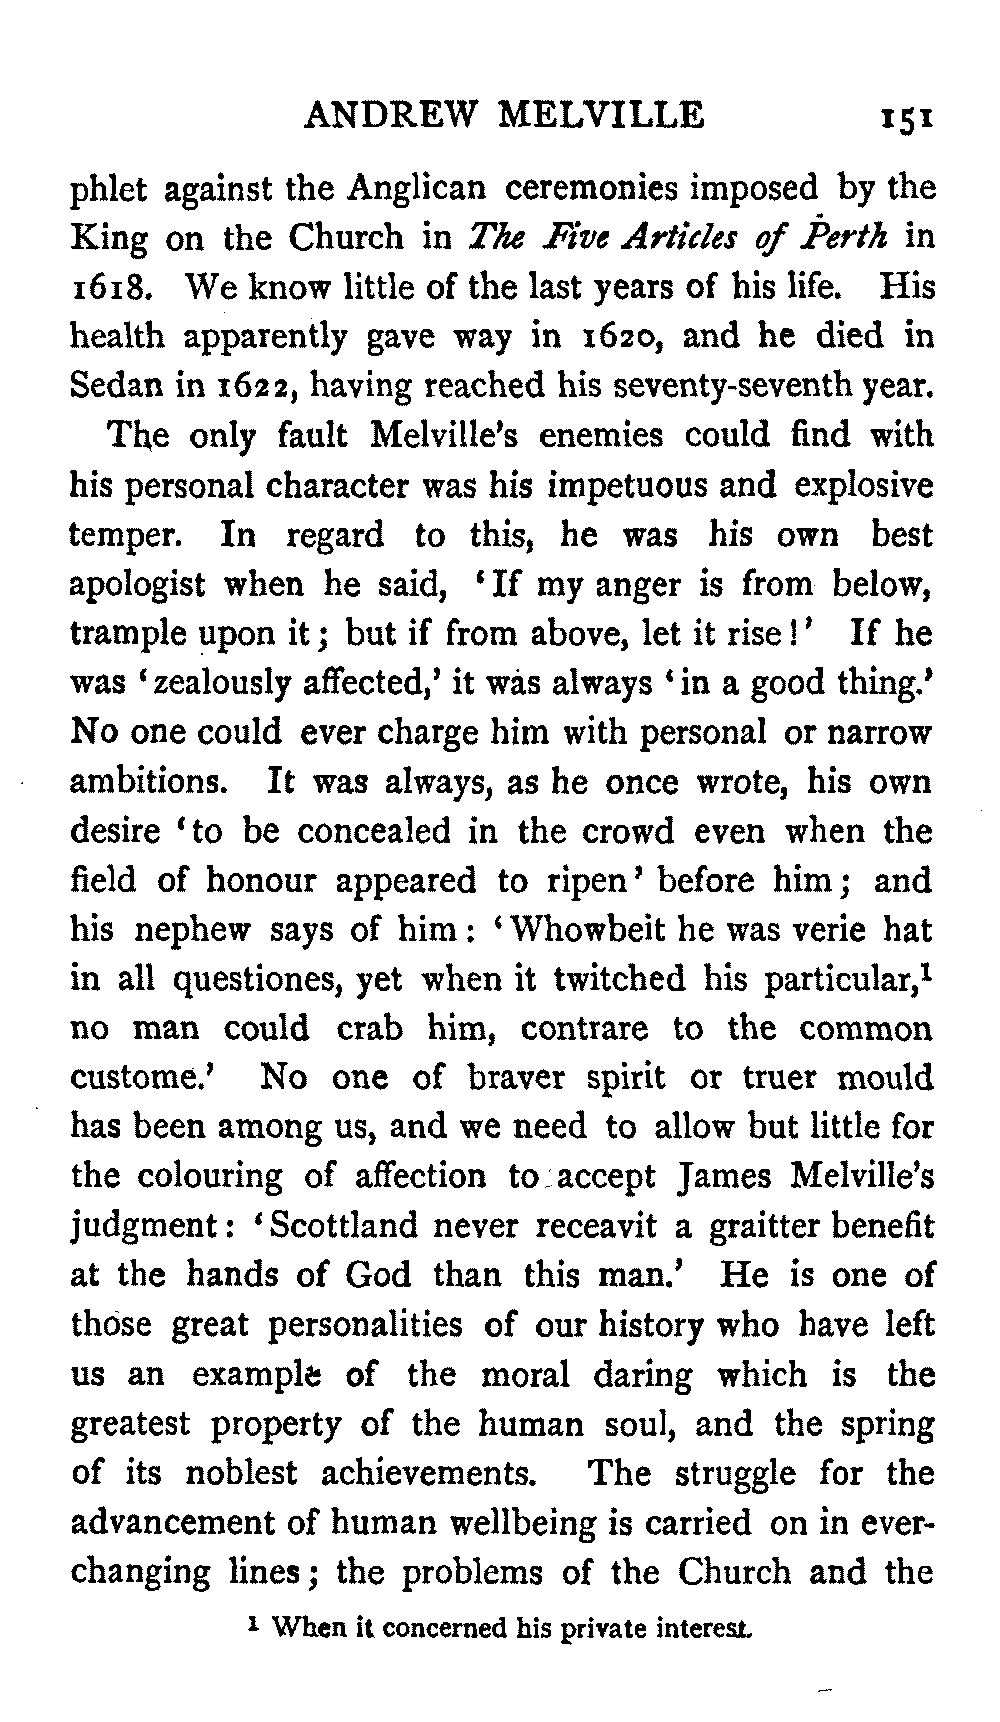 ANDREW MELVILLE 151
phlet against the Anglican ceremonies imposed by the
King on the Church in The Five Articles of Perth in
1618. We know little of the last years of his life. His
health apparently gave way in 1620, and he died in
Sedan in 1622, having reached his seventy-seventh year.
The only fault Melville's enemies could find with
his personal character was his impetuous and explosive
temper. In regard to this, he was his own best
apologist when he said, 'If my anger is from below,
trample upon it; but if from above, let it rise!' If he
was 'zealously affected,' it was always 'in a good thing.'
No one could ever charge him with personal or narrow
ambitions. It was always, as he once wrote, his own
desire 'to be concealed in the crowd even when the
field of honour appeared to ripen' before him; and
his nephew says of him: 'Whowbeit he was verie hat
in all questiones, yet when it twitched his particular,¹
no man could crab him, contrare to the common
custome.' No one of braver spirit or truer mould
has been among us, and we need to allow but little for
the colouring of affection to accept James Melville's
judgment: 'Scottland never receavit a graitter benefit
at the hands of God than this man.' He is one of
those great personalities of our history who have left
us an example of the moral daring which is the
greatest property of the human soul, and the spring
of its noblest achievements. The struggle for the
advancement of human wellbeing is carried on in ever-
changing lines; the problems of the Church and the
¹ When it concerned his private interest.